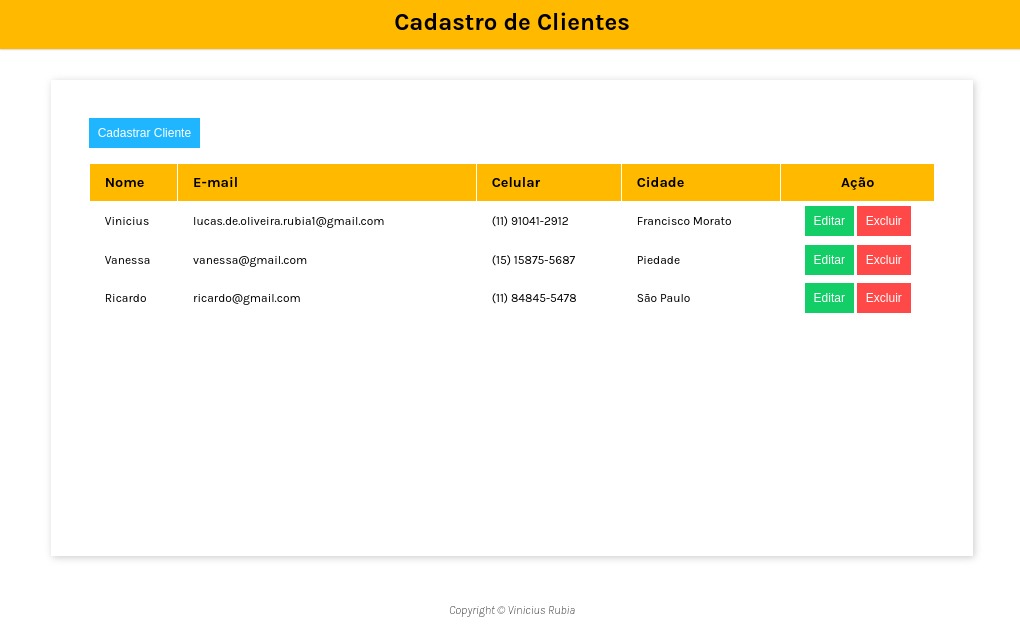 Cadastro de Clientes
Cadastrar Cliente
Nome E-mail Celular Cidade Ação
Vinicius lucas.de.oliveira.rubia1@gmail.com (11) 91041-2912 Francisco Morato Editar Excluir
Vanessa vanessa@gmail.com (15) 15875-5687 Piedade Editar Excluir
Ricardo ricardo@gmail.com (11) 84845-5478 São Paulo Editar Excluir
Copyright © Vinicius Rubia